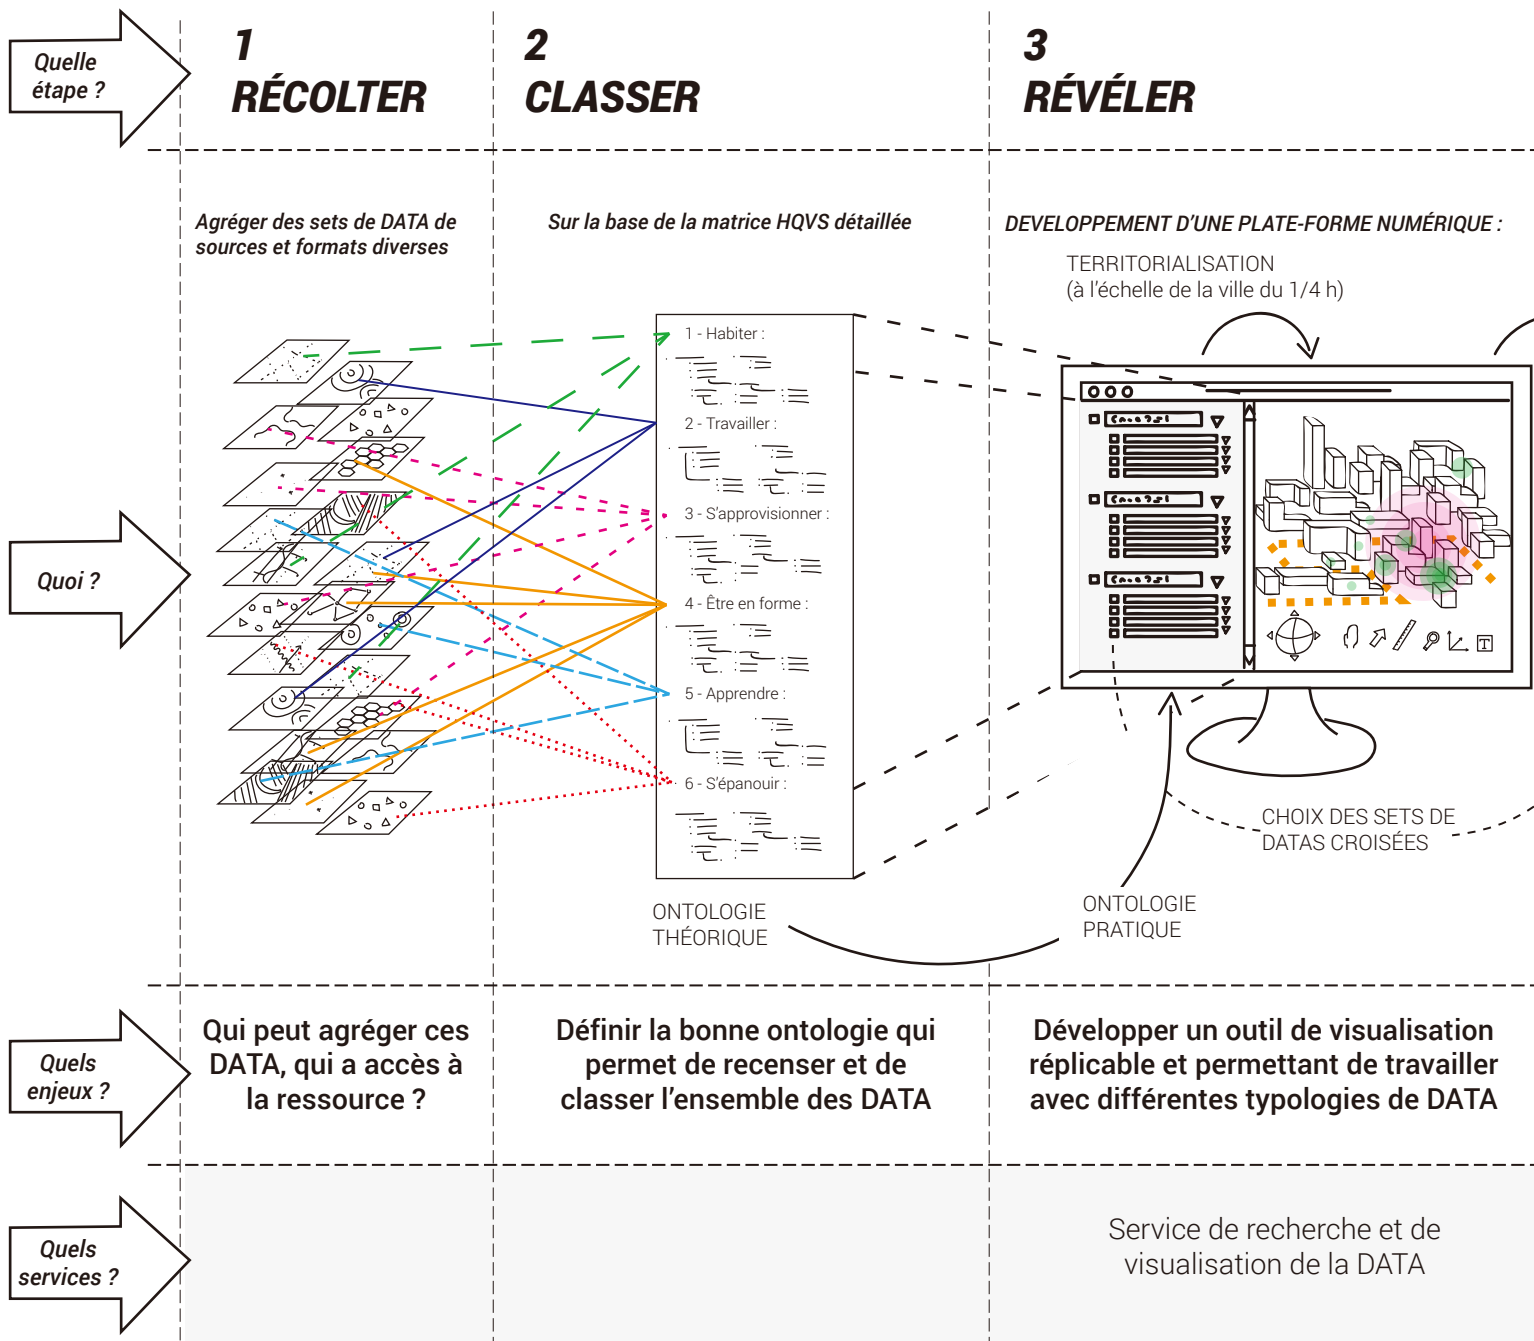 Quelle
étape ?
1
RÉCOLTER
2
CLASSER
3
RÉVÉLER
Quoi ?
Agréger des sets de DATA de
sources et formats diverses
Sur la base de la matrice HQVS détaillée
1 - Habiter :
2 - Travailler :
3 - S'approvisionner :
4 - Être en forme :
5 - Apprendre :
6 - S'épanouir :
ONTOLOGIE
THÉORIQUE
DEVELOPPEMENT D'UNE PLATE-FORME NUMÉRIQUE :
TERRITORIALISATION
(à l'échelle de la ville du 1/4 h)
T
CHOIX DES SETS DE
DATAS CROISÉES
ONTOLOGIE
PRATIQUE
Quels
enjeux ?
Qui peut agréger ces
DATA, qui a accès à
la ressource ?
Définir la bonne ontologie qui
permet de recenser et de
classer l'ensemble des DATA
Développer un outil de visualisation
réplicable et permettant de travailler
avec différentes typologies de DATA
Quels
services ?
Service de recherche et de
visualisation de la DATA